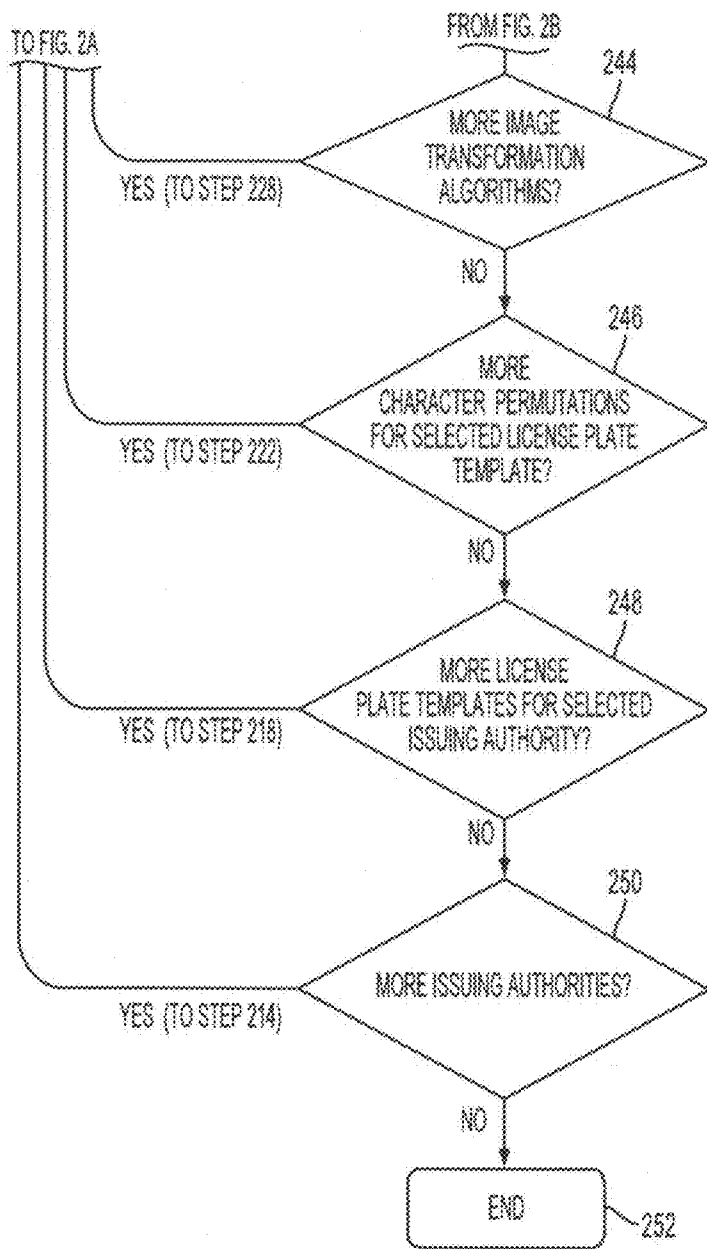 TO FIG. 2A
FROM FIG. 2B
244
MORE IMAGE
TRANSFORMATION
ALGORITHMS?
YES (TO STEP 228)
NO
246
MORE
CHARACTER PERMUTATIONS
FOR SELECTED LICENSE PLATE
TEMPLATE?
YES (TO STEP 222)
NO
248
MORE LICENSE
PLATE TEMPLATES FOR SELECTED
ISSUING AUTHORITY?
YES (TO STEP 218)
NO
250
MORE ISSUING AUTHORITIES?
YES (TO STEP 214)
NO
END
252